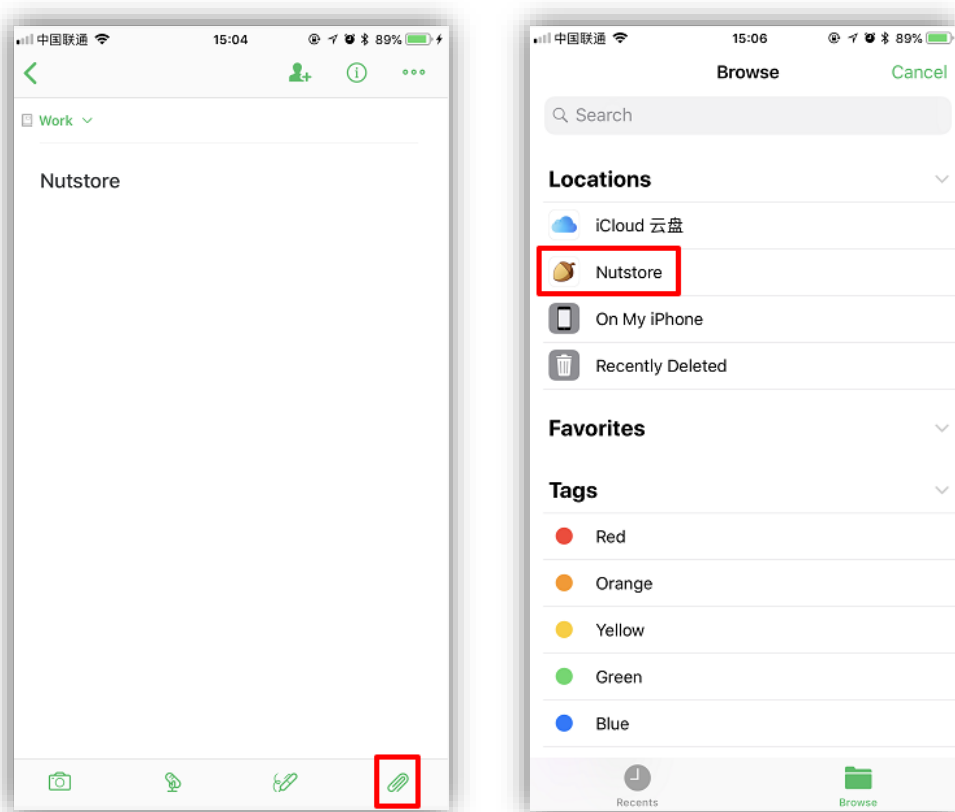 中国联通 15:04 89%
Work
Nutstore
中国联通 15:06 89%
Browse Cancel
Search
Locations
iCloud 云盘
Nutstore
On My iPhone
Recently Deleted
Favorites
Tags
Red
Orange
Yellow
Green
Blue
Recents Browse